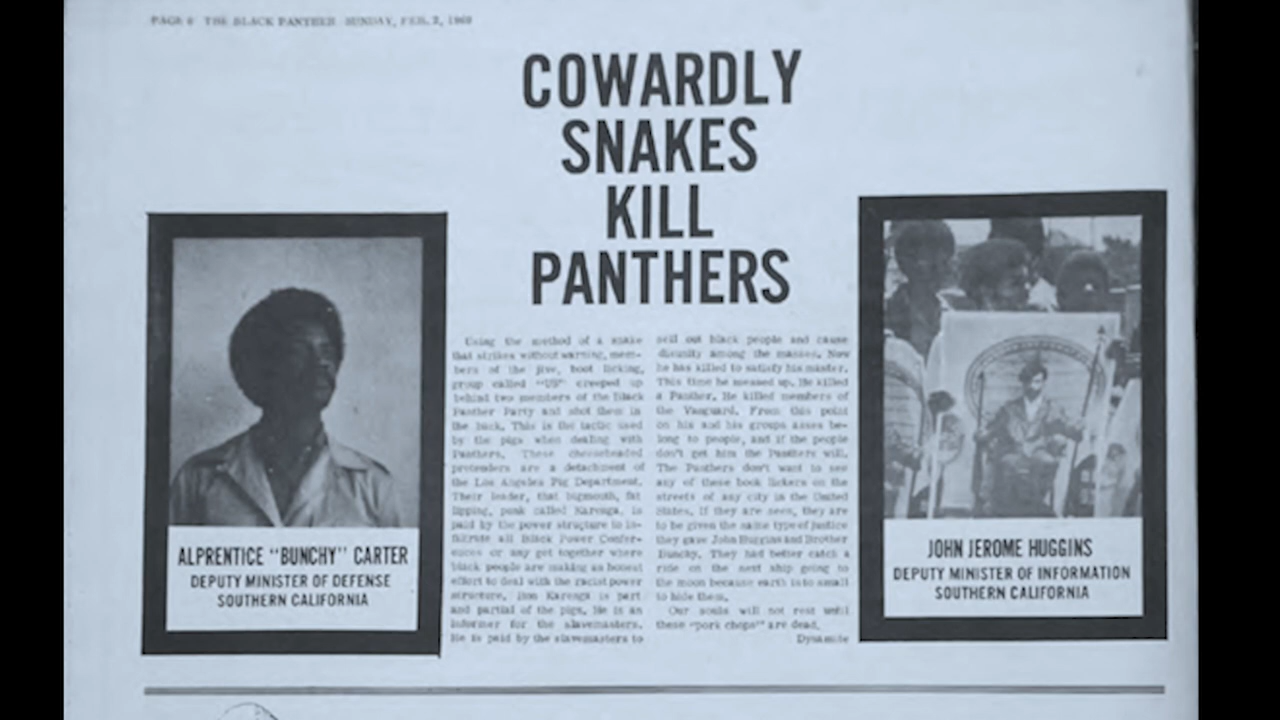 PAGE 6 THE BLACK PANTHER SUNDAY, FEB. 2, 1969
COWARDLY
SNAKES
KILL
PANTHERS
ALPRENTICE "BUNCHY" CARTER
DEPUTY MINISTER OF DEFENSE
SOUTHERN CALIFORNIA
Using the method of a snake
that strikes without warning, mem-
bers of the jive, boot licking,
group called "US" creeped up
behind two members of the Black
Panther Party and shot them in
the back. This is the tactic used
by the pigs when dealing with
Panthers. These
pretenders are a detachment of
the Los Angeles Pig Department.
Their leader, that bigmouth, fat
lipping, punk called Karenga, is
paid by the power structure to in-
filtrate all Black Power Confer-
ences or any get together where
black people are making an honest
effort to deal with the racist power
structure. Ron Karenga is part
and partial of the pigs. He is an
informer for the slavemasters.
He is paid by the slavemasters to
sell out black people and cause
disunity among the masses. Now
he has killed to satisfy his master.
This time he messed up. He killed
a Panther. He killed members of
the Vanguard. From this point
on his and his groups asses be-
long to people, and if the people
don't get him the Panthers will.
The Panthers don't want to see
any of these book lickers on the
streets of any city in the United
States. If they are seen, they are
to be given the same type of justice
they gave John Huggins and Brother
Bunchy. They had better catch a
ride on the next ship going to
the moon because earth is to small
to hide them.
Our souls will not rest until
these "pork chops" are dead.
Dynamite
JOHN JEROME HUGGINS
DEPUTY MINISTER OF INFORMATION
SOUTHERN CALIFORNIA